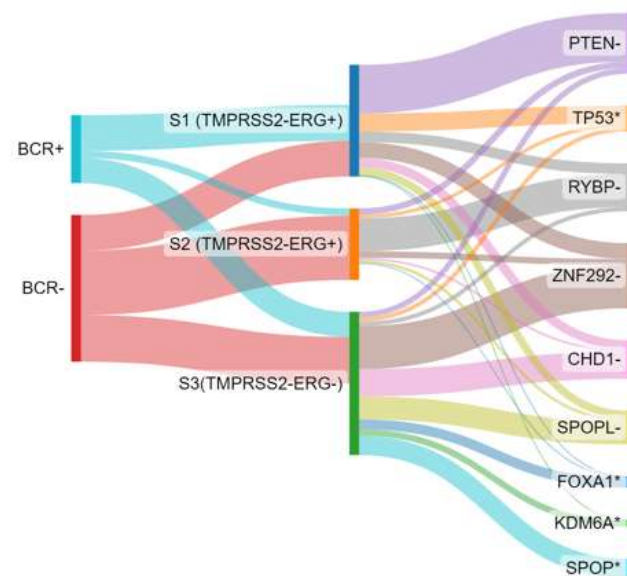 BCR+
BCR-
S1 (TMPRSS2-ERG+)
S2 (TMPRSS2-ERG+)
S3(TMPRSS2-ERG-)
PTEN-
TP53*
RYBP-
ZNF292-
CHD1-
SPOPL-
FOXA1*
KDM6A*
SPOP*